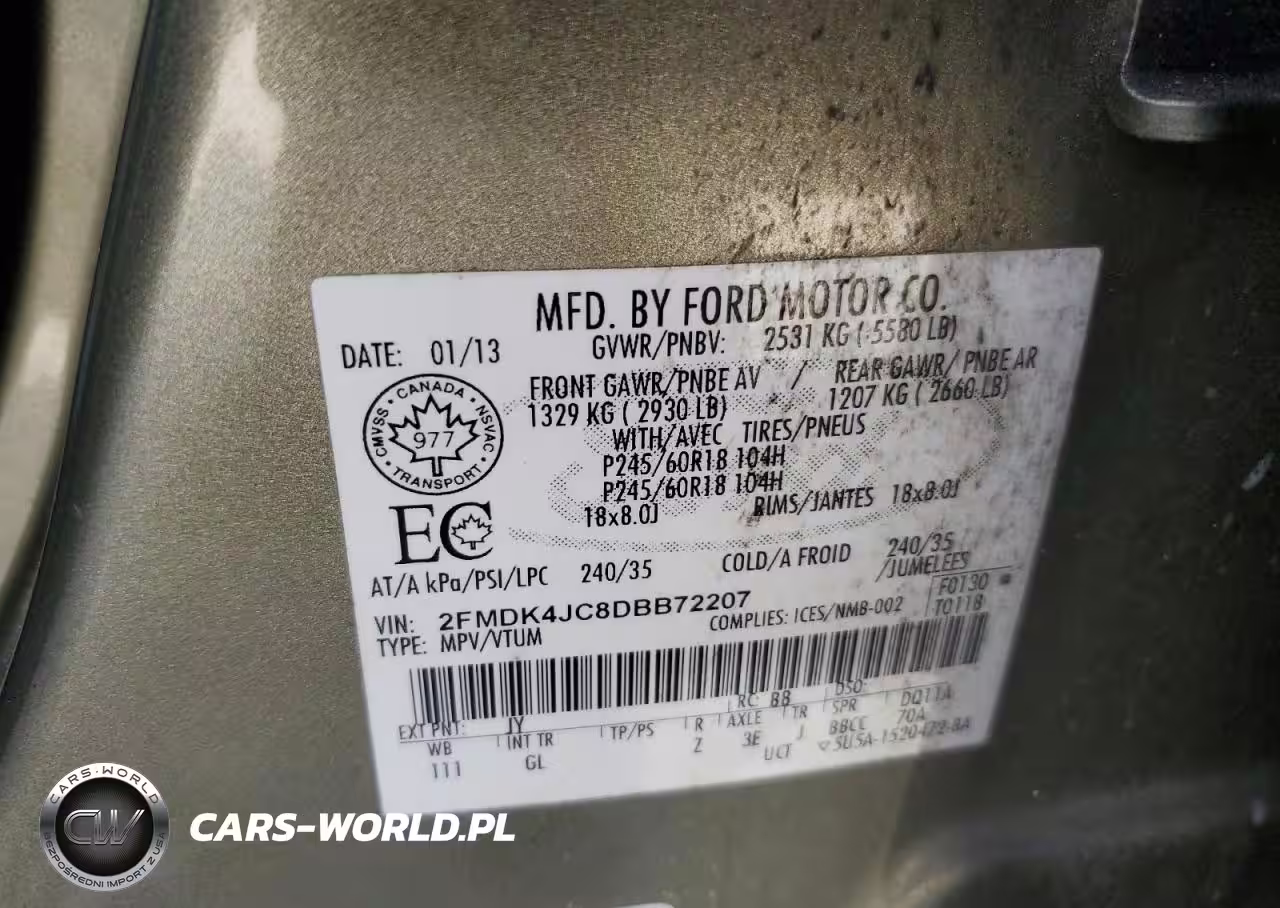 MFD. BY FORD MOTOR CO.
DATE: 01/13
GVWR/PNBV: 2531 KG ( 5580 LB)
FRONT GAWR/PNBE AV / REAR GAWR/ PNBE AR
1329 KG ( 2930 LB) 1207 KG ( 2660 LB)
WITH/AVEC TIRES/PNEUS
P245/60R18 104H
P245/60R18 104H
18x8.0J RIMS/JANTES 18x8.0J
CANADA
CMVSS NSVAC
977
TRANSPORT
EC
AT/A kPa/PSI/LPC 240/35 COLD/A FROID 240/35
/JUMELEES
VIN: 2FMDK4JC8DBB72207
F0130
TYPE: MPV/VTUM COMPLIES: ICES/NMB-002 T0118
EXT PNT: JY RC: BB DSO:
WB INT TR TP/PS R AXLE TR SPR DQ11A
111 GL Z 3E J BBCC 70A
UCT
CARS-WORLD
CW
BEZPOŚREDNI IMPORT Z USA
CARS-WORLD.PL